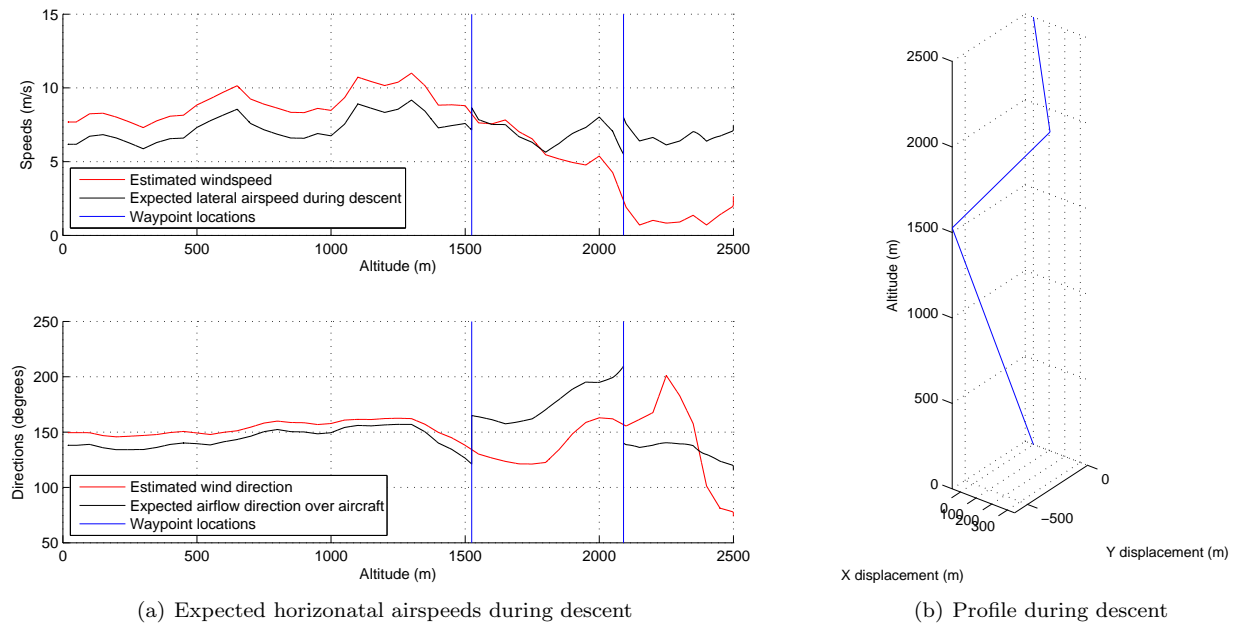 15
10
5
0
Speeds (m/s)
Estimated windspeed
Expected lateral airspeed during descent
Waypoint locations
0 500 1000 1500 2000 2500
Altitude (m)
250
200
150
100
50
Directions (degrees)
Estimated wind direction
Expected airflow direction over aircraft
Waypoint locations
0 500 1000 1500 2000 2500
Altitude (m)
(a) Expected horizonatal airspeeds during descent
2500
2000
1500
1000
500
0
Altitude (m)
0 100 200 300
−500 0
X displacement (m)
Y displacement (m)
(b) Profile during descent